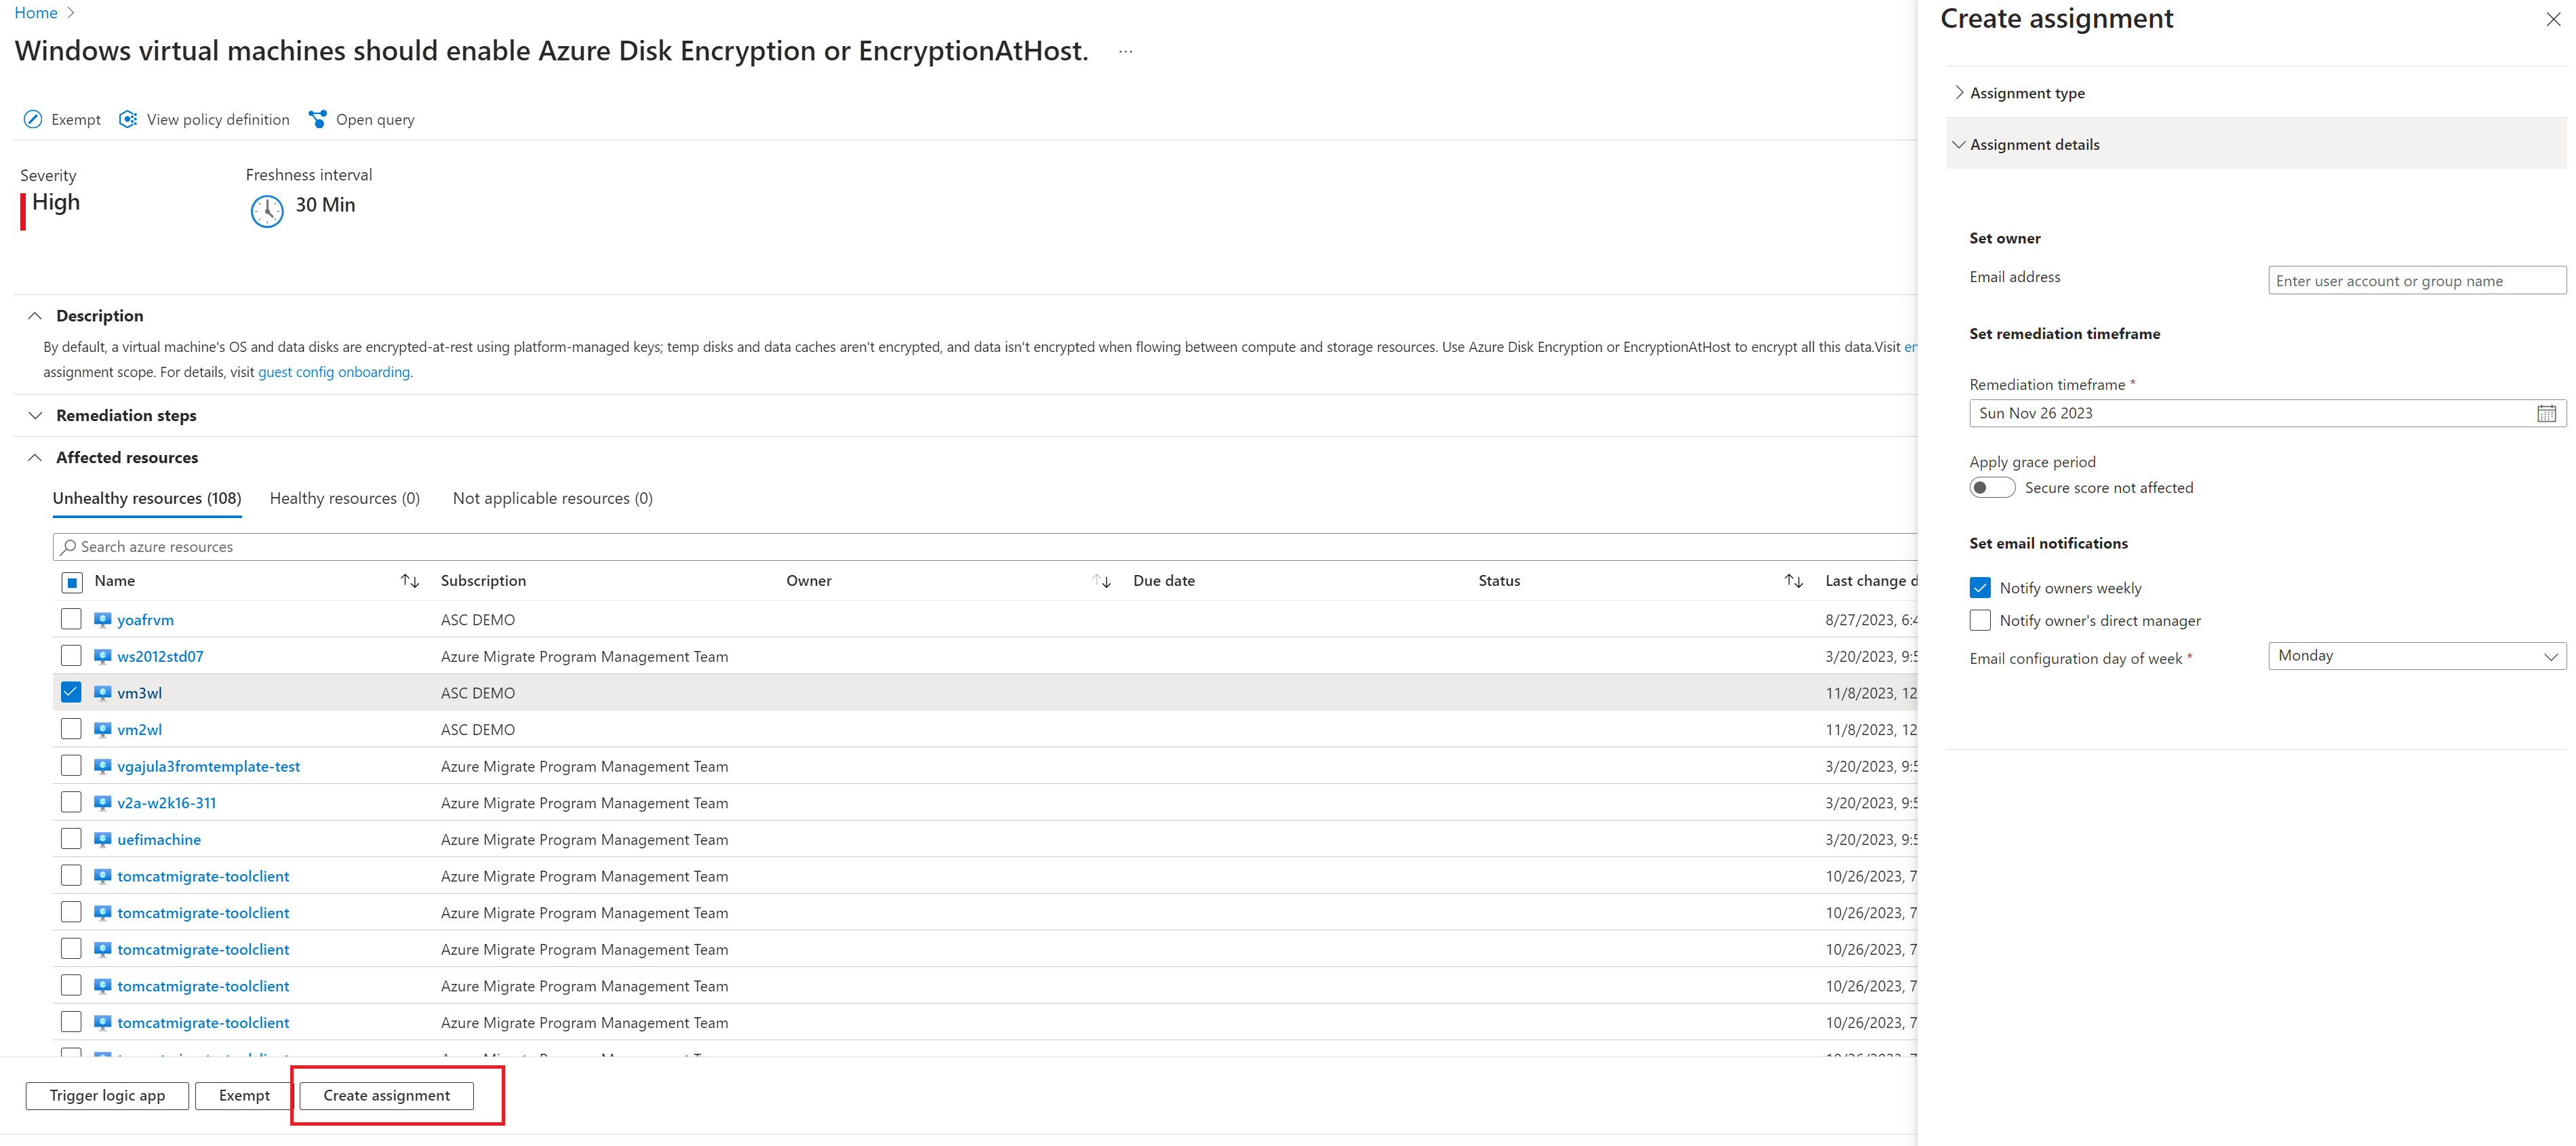 Home
Windows virtual machines should enable Azure Disk Encryption or EncryptionAtHost. ...
Exempt
View policy definition
Open query
Severity
High
Freshness interval
30 Min
Description
By default, a virtual machine's OS and data disks are encrypted-at-rest using platform-managed keys; temp disks and data caches aren't encrypted, and data isn't encrypted when flowing between compute and storage resources. Use Azure Disk Encryption or EncryptionAtHost to encrypt all this data.Visit en
assignment scope. For details, visit guest config onboarding.
Remediation steps
Affected resources
Unhealthy resources (108) Healthy resources (0) Not applicable resources (0)
Search azure resources
Name Subscription Owner Due date Status Last change d
yoafrvm ASC DEMO 8/27/2023, 6:4
ws2012std07 Azure Migrate Program Management Team 3/20/2023, 9:5
vm3wl ASC DEMO 11/8/2023, 12
vm2wl ASC DEMO 11/8/2023, 12
vgajula3fromtemplate-test Azure Migrate Program Management Team 3/20/2023, 9:5
v2a-w2k16-311 Azure Migrate Program Management Team 3/20/2023, 9:5
uefimachine Azure Migrate Program Management Team 3/20/2023, 9:5
tomcatmigrate-toolclient Azure Migrate Program Management Team 10/26/2023, 7
tomcatmigrate-toolclient Azure Migrate Program Management Team 10/26/2023, 7
tomcatmigrate-toolclient Azure Migrate Program Management Team 10/26/2023, 7
tomcatmigrate-toolclient Azure Migrate Program Management Team 10/26/2023, 7
tomcatmigrate-toolclient Azure Migrate Program Management Team 10/26/2023, 7
Trigger logic app
Exempt
Create assignment
Create assignment
Assignment type
Assignment details
Set owner
Email address
Enter user account or group name
Set remediation timeframe
Remediation timeframe *
Sun Nov 26 2023
Apply grace period
Secure score not affected
Set email notifications
Notify owners weekly
Notify owner's direct manager
Email configuration day of week *
Monday